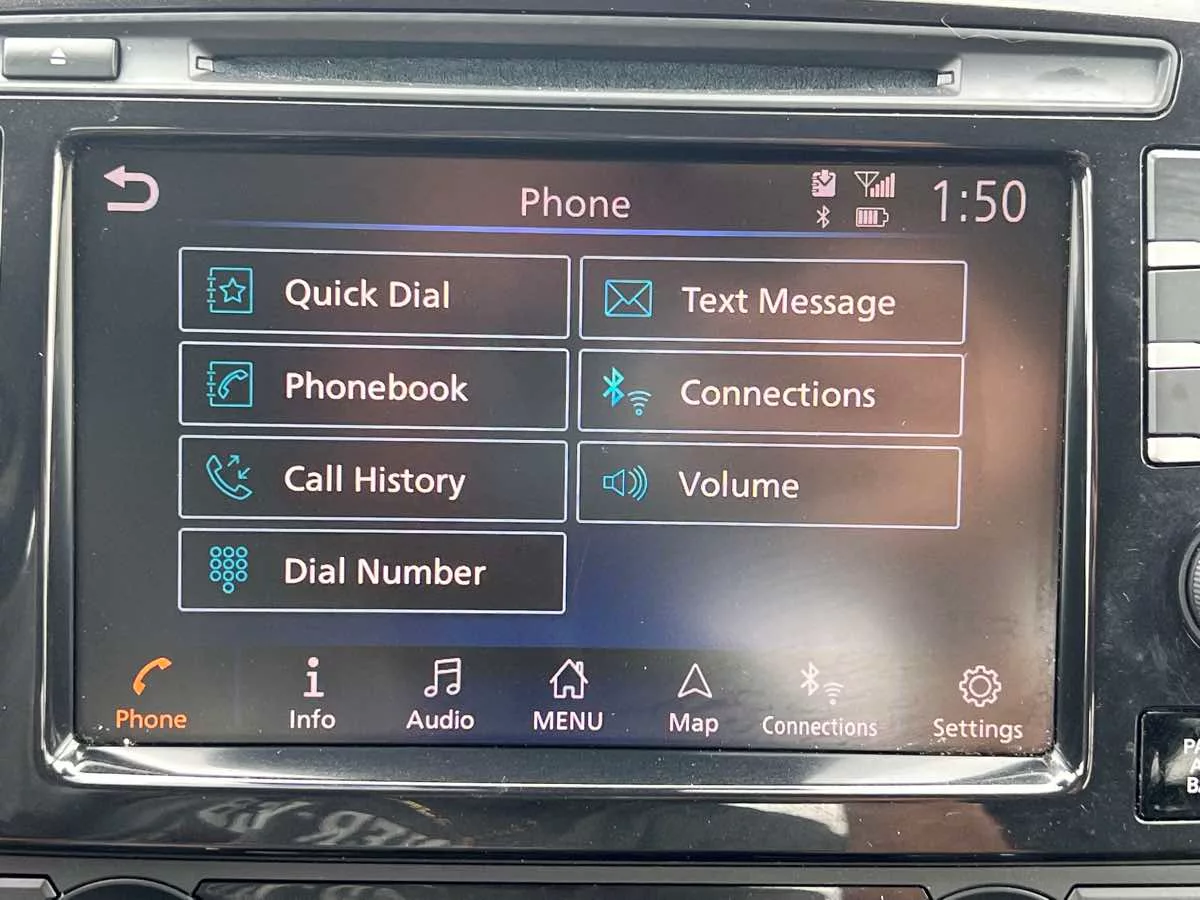 Phone
1:50
Quick Dial
Text Message
Phonebook
Connections
Call History
Volume
Dial Number
Phone
Info
Audio
MENU
Map
Connections
Settings